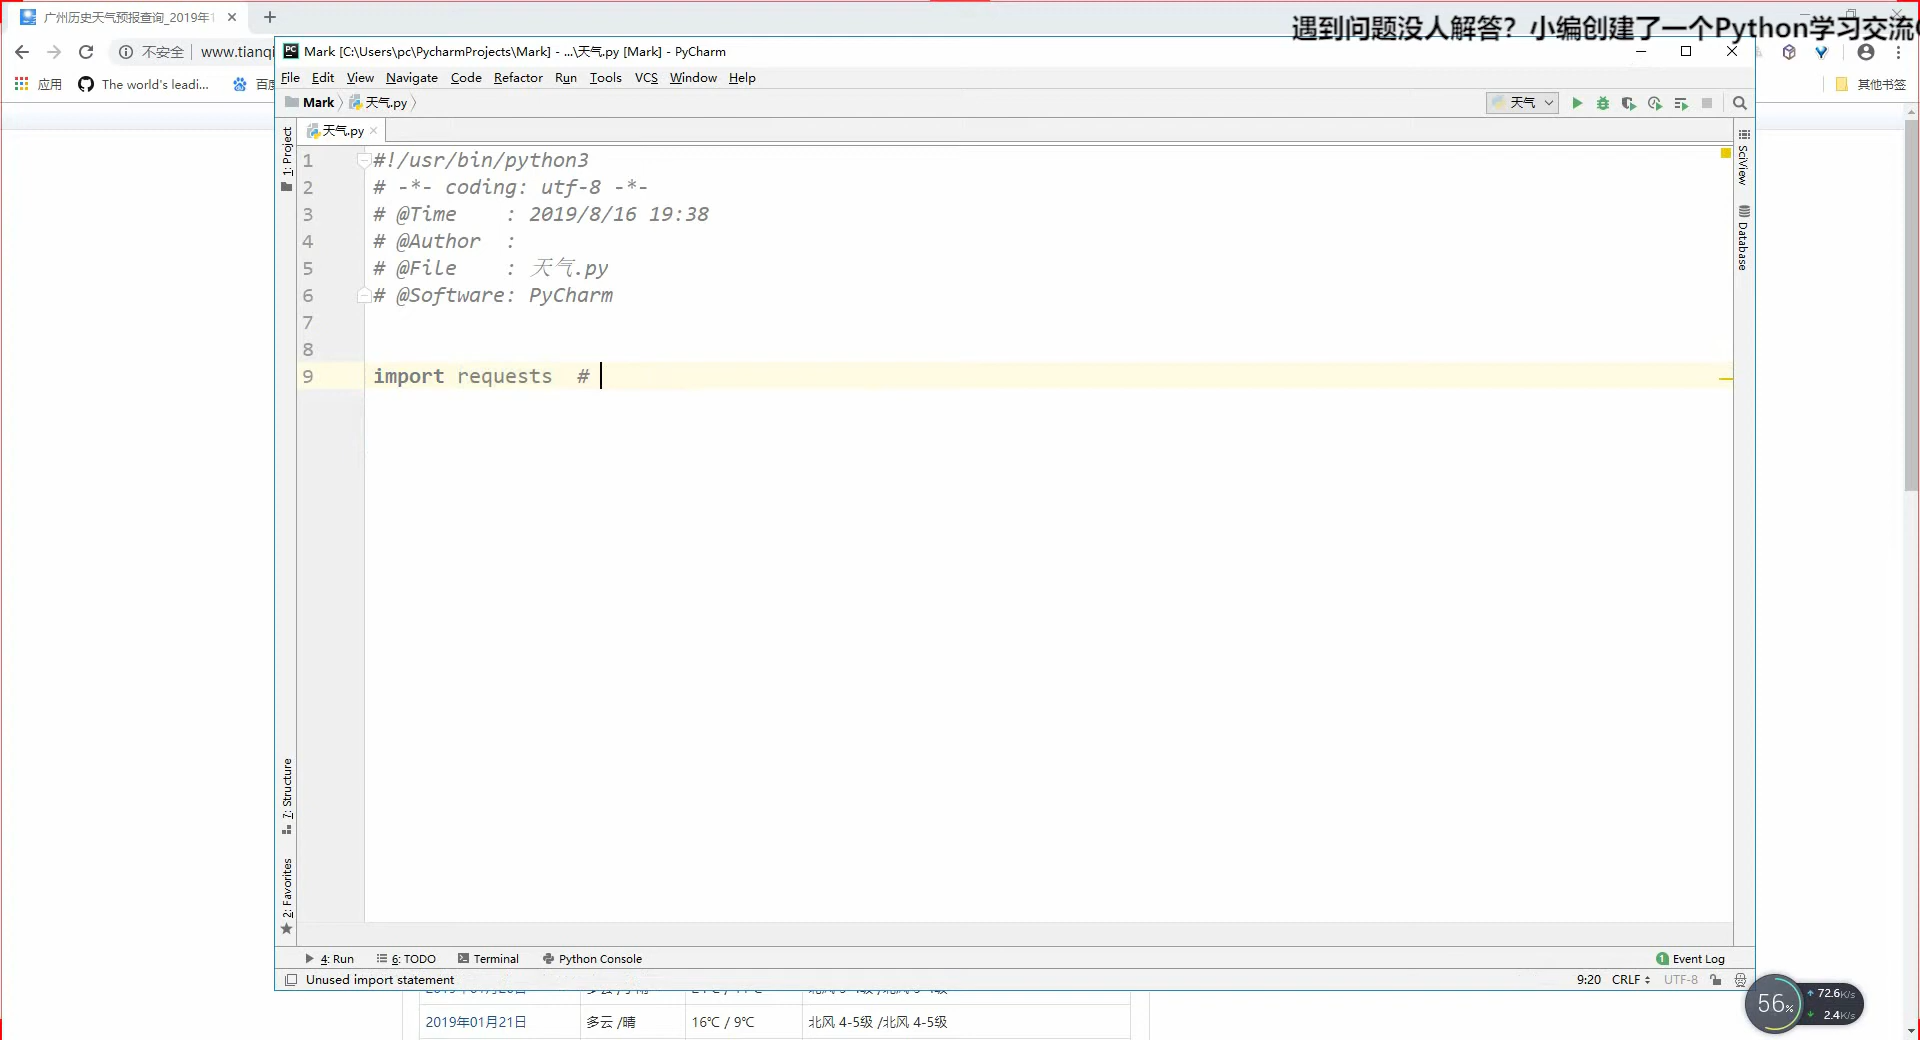 广州历史天气预报查询_2019年1
遇到问题没人解答？小编创建了一个Python学习交流
不安全
www.tianqi
应用
The world's leadi...
百度
其他书签
Mark [C:\Users\pc\PycharmProjects\Mark] - ...\天气.py [Mark] - PyCharm
File Edit View Navigate Code Refactor Run Tools VCS Window Help
Mark 天气.py
天气
天气.py
1: Project
SciView
Database
1 #!/usr/bin/python3
2 # -*- coding: utf-8 -*-
3 # @Time    : 2019/8/16 19:38
4 # @Author  :
5 # @File    : 天气.py
6 # @Software: PyCharm
7
8
9 import requests  #
7: Structure
2: Favorites
4: Run 6: TODO Terminal Python Console
1 Event Log
Unused import statement
9:20 CRLF UTF-8
56%
72.6K/s
2.4K/s
2019年01月21日 多云 /晴 16℃ / 9℃ 北风 4-5级 /北风 4-5级